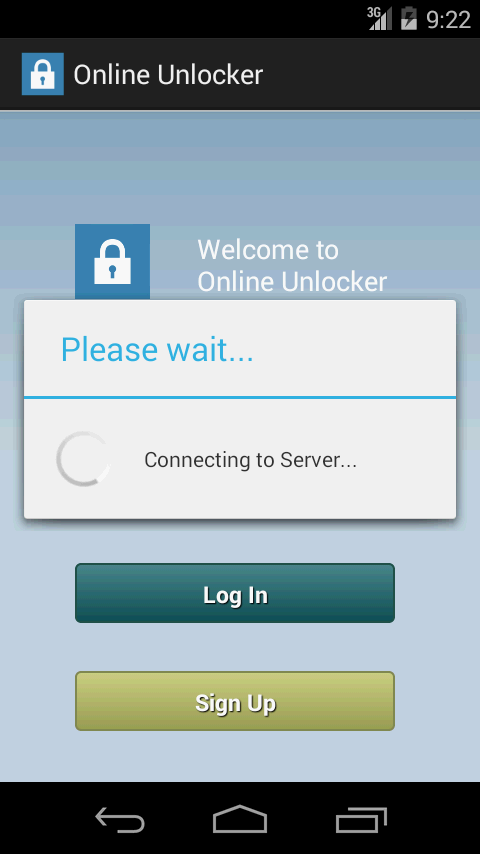 3G
9:22
Online Unlocker
Welcome to
Online Unlocker
Please wait...
Connecting to Server...
Log In
Sign Up